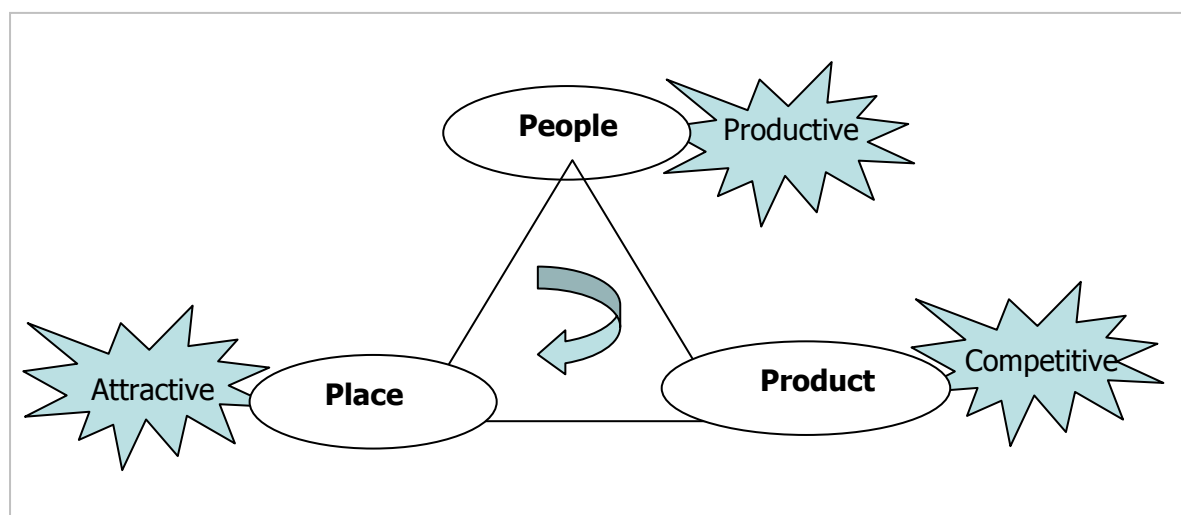 People
Productive
Attractive
Place
Product
Competitive